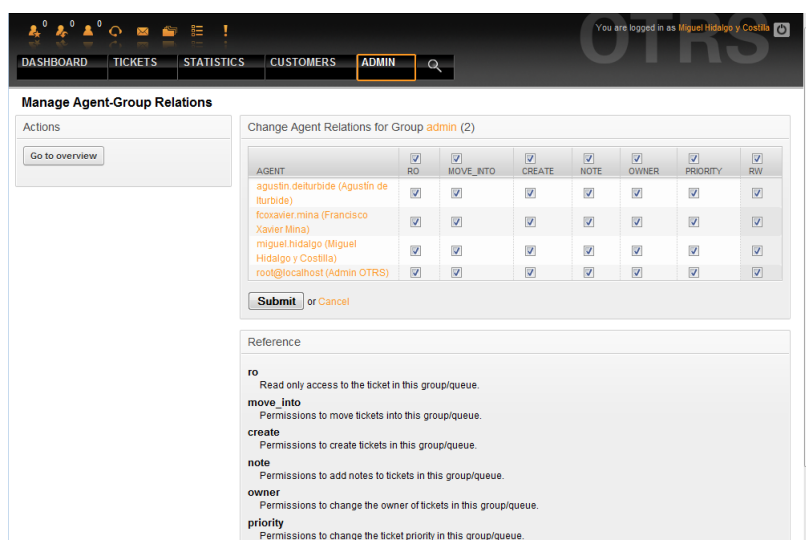 0 0 0
OTRS
You are logged in as Miguel Hidalgo y Costilla
DASHBOARD TICKETS STATISTICS CUSTOMERS ADMIN
Manage Agent-Group Relations
Actions
Go to overview
Change Agent Relations for Group admin (2)
AGENT RO MOVE_INTO CREATE NOTE OWNER PRIORITY RW
agustin.deiturbide (Agustín de
Iturbide)
fcoxavier.mina (Francisco
Xavier Mina)
miguel.hidalgo (Miguel
Hidalgo y Costilla)
root@localhost (Admin OTRS)
Submit or Cancel
Reference
ro
Read only access to the ticket in this group/queue.
move_into
Permissions to move tickets into this group/queue.
create
Permissions to create tickets in this group/queue.
note
Permissions to add notes to tickets in this group/queue.
owner
Permissions to change the owner of tickets in this group/queue.
priority
Permissions to change the ticket priority in this group/queue.